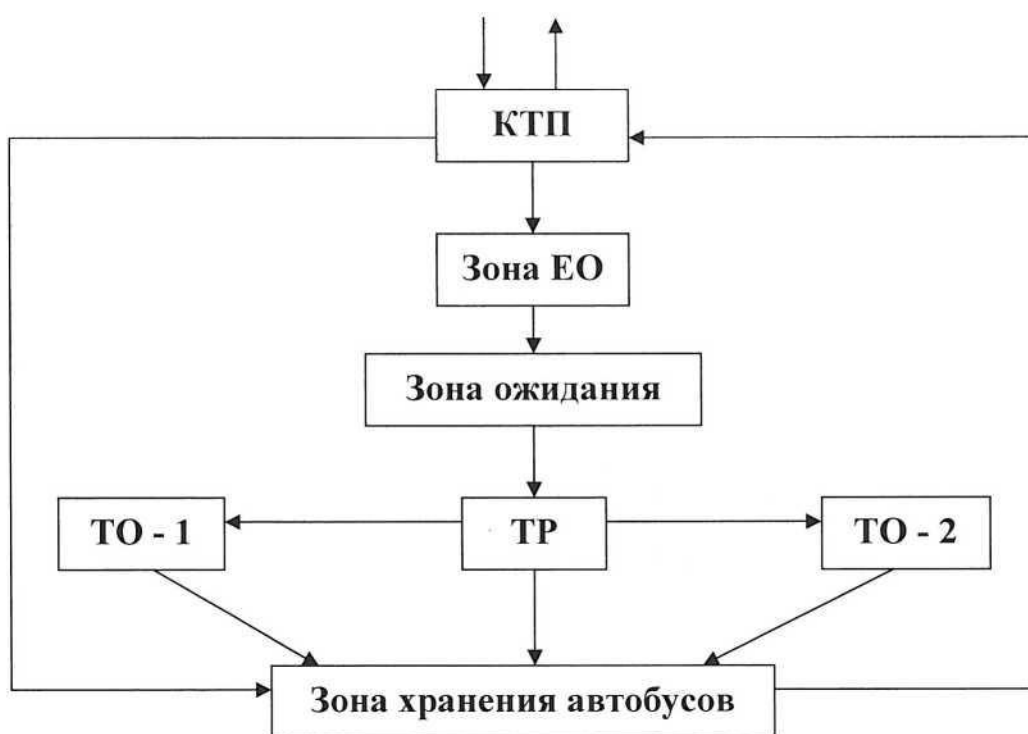 КТП
Зона ЕО
Зона ожидания
ТО - 1
ТР
ТО - 2
Зона хранения автобусов